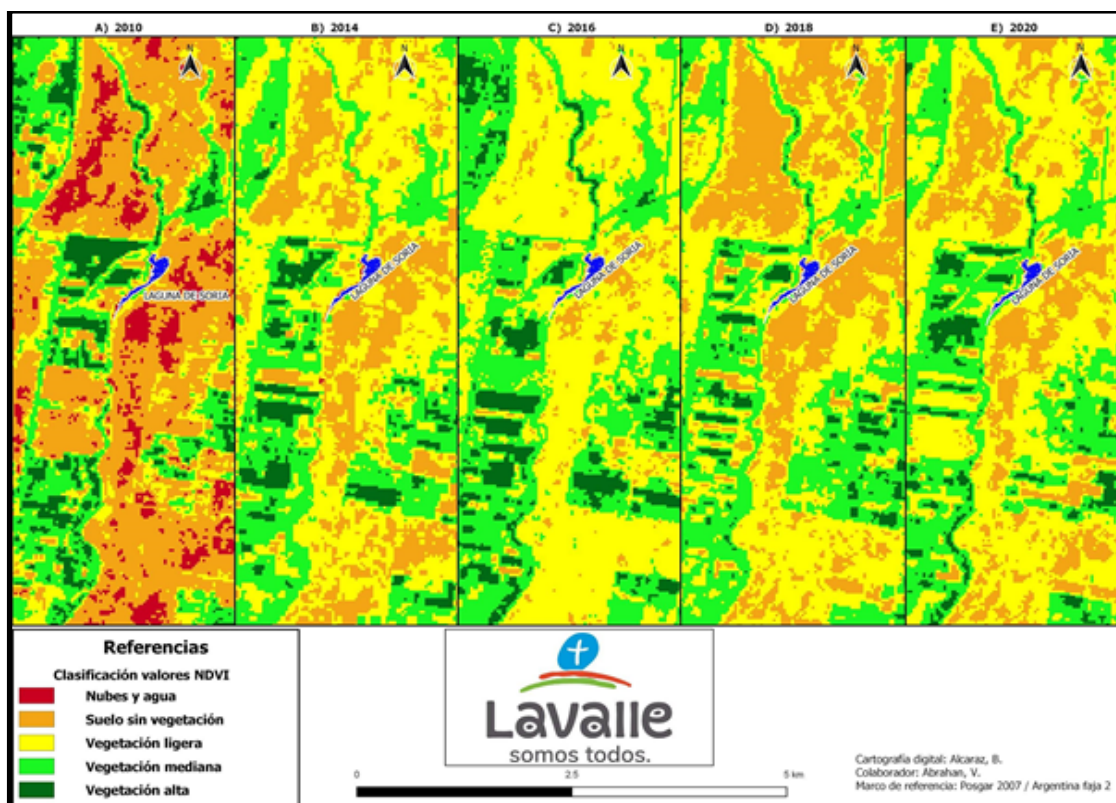 A) 2010
B) 2014
C) 2016
D) 2018
E) 2020
N
N
N
N
N
LAGUNA DE SORIA
LAGUNA DE SORIA
LAGUNA DE SORIA
LAGUNA DE SORIA
LAGUNA DE SORIA
Referencias
Clasificación valores NDVI
Nubes y agua
Suelo sin vegetación
Vegetación ligera
Vegetación mediana
Vegetación alta
Lavalle
somos todos.
0 2.5 5 km
Cartografía digital: Alcaraz, B.
Colaborador: Abrahan, V.
Marco de referencia: Posgar 2007 / Argentina faja 2